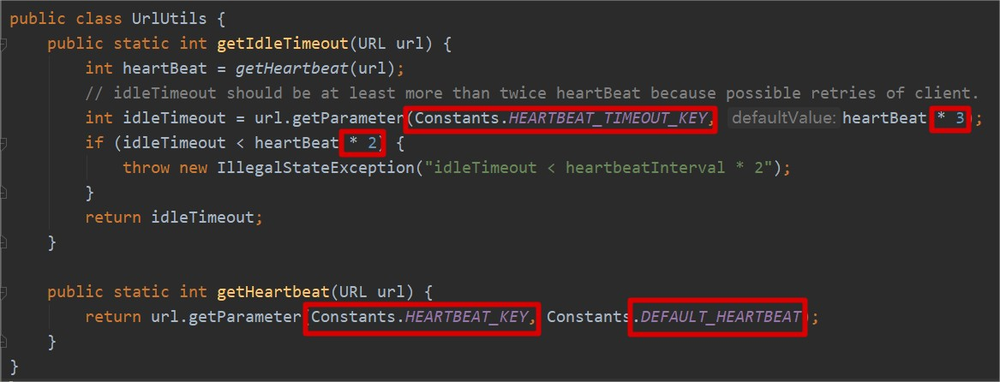 public class UrlUtils {
public static int getIdleTimeout(URL url) {
int heartBeat = getHeartbeat(url);
// idleTimeout should be at least more than twice heartBeat because possible retries of client.
int idleTimeout = url.getParameter(Constants.HEARTBEAT_TIMEOUT_KEY, defaultValue: heartBeat * 3);
if (idleTimeout < heartBeat * 2) {
throw new IllegalStateException("idleTimeout < heartbeatInterval * 2");
}
return idleTimeout;
}
public static int getHeartbeat(URL url) {
return url.getParameter(Constants.HEARTBEAT_KEY, Constants.DEFAULT_HEARTBEAT);
}
}